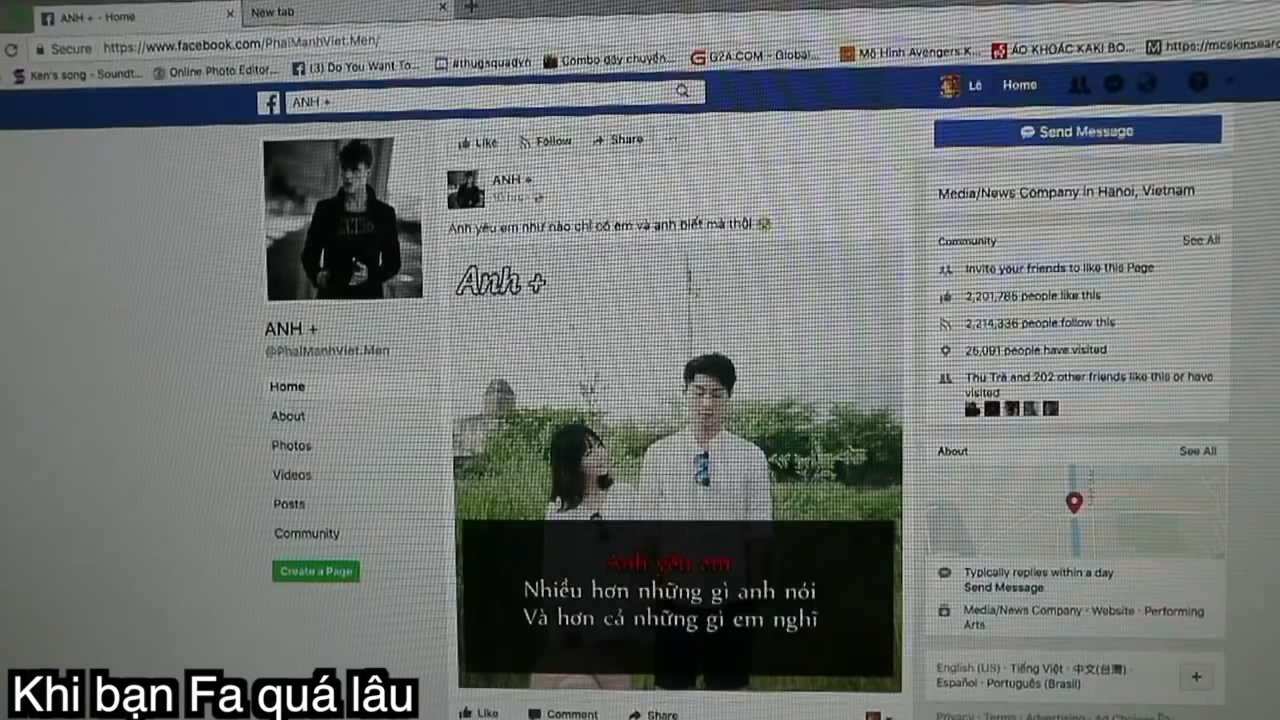 ANH + - Home
New tab
Secure https://www.facebook.com/PhaiManhViet.Men/
Ken's song - Soundt...
Online Photo Editor...
(3) Do You Want To...
#thugsquadvn
Combo dây chuyền...
G2A.COM - Global...
Mô Hình Avengers K...
ÁO KHOÁC KAKI BO...
ANH +
Lê
Home
Like
Follow
Share
Send Message
ANH +
Anh yêu em như nào chỉ có em và anh biết mà thôi
Anh +
Anh yêu em
Nhiều hơn những gì anh nói
Và hơn cả những gì em nghĩ
Like
Comment
Share
ANH +
@PhaiManhViet.Men
Home
About
Photos
Videos
Posts
Community
Create a Page
Media/News Company in Hanoi, Vietnam
Community
See All
Invite your friends to like this Page
2,201,785 people like this
2,214,336 people follow this
25,091 people have visited
Thu Trà and 202 other friends like this or have
visited
About
See All
Typically replies within a day
Send Message
Media/News Company · Website · Performing
Arts
English (US) · Tiếng Việt · 中文(台灣) ·
Español · Português (Brasil)
Privacy · Terms · Advertising · Ad Choices
Khi bạn Fa quá lâu